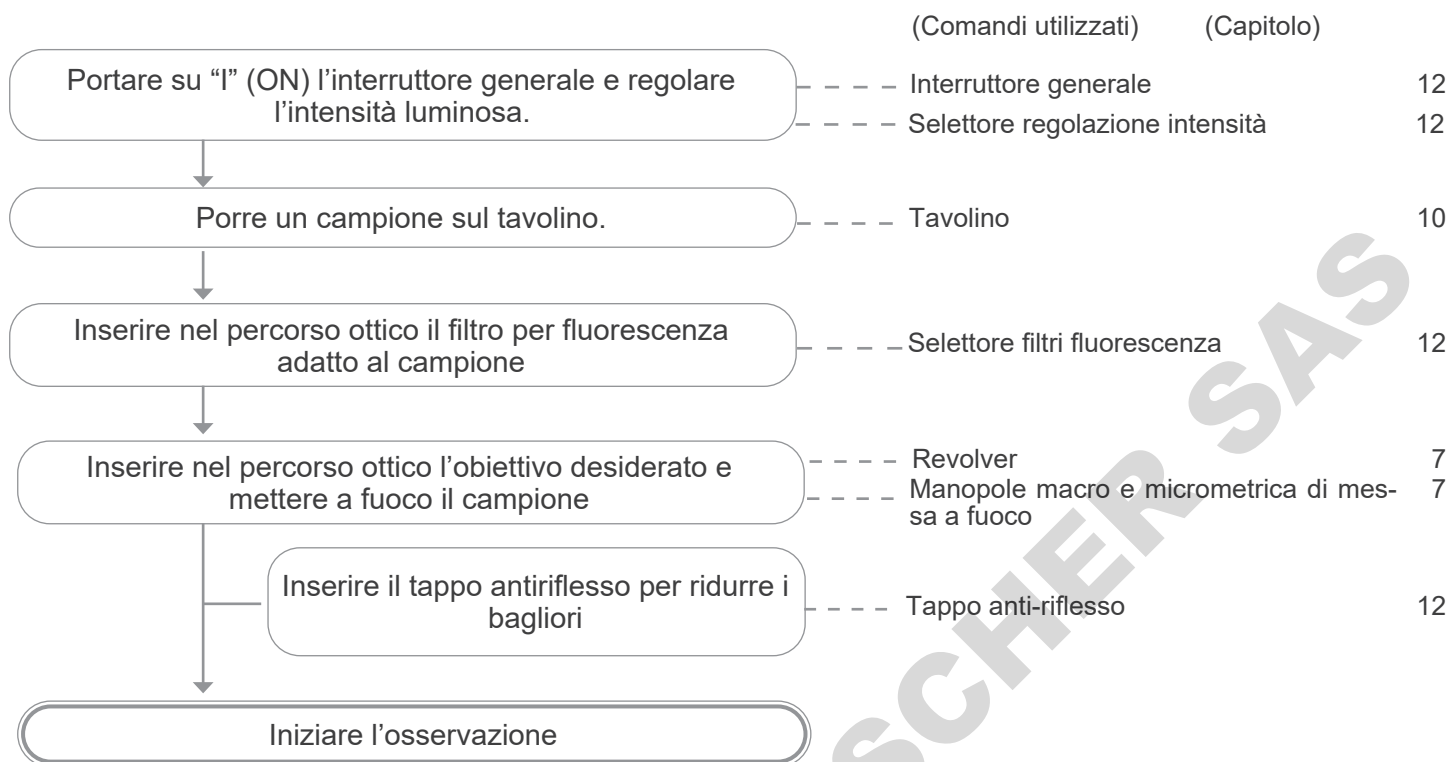 (Comandi utilizzati) (Capitolo)
Portare su “I” (ON) l’interruttore generale e regolare
l’intensità luminosa.
Interruttore generale 12
Selettore regolazione intensità 12
Porre un campione sul tavolino.
Tavolino 10
Inserire nel percorso ottico il filtro per fluorescenza
adatto al campione
Selettore filtri fluorescenza 12
Inserire nel percorso ottico l’obiettivo desiderato e
mettere a fuoco il campione
Revolver 7
Manopole macro e micrometrica di mes- 7
sa a fuoco
Inserire il tappo antiriflesso per ridurre i
bagliori
Tappo anti-riflesso 12
Iniziare l’osservazione
SCHER SAS